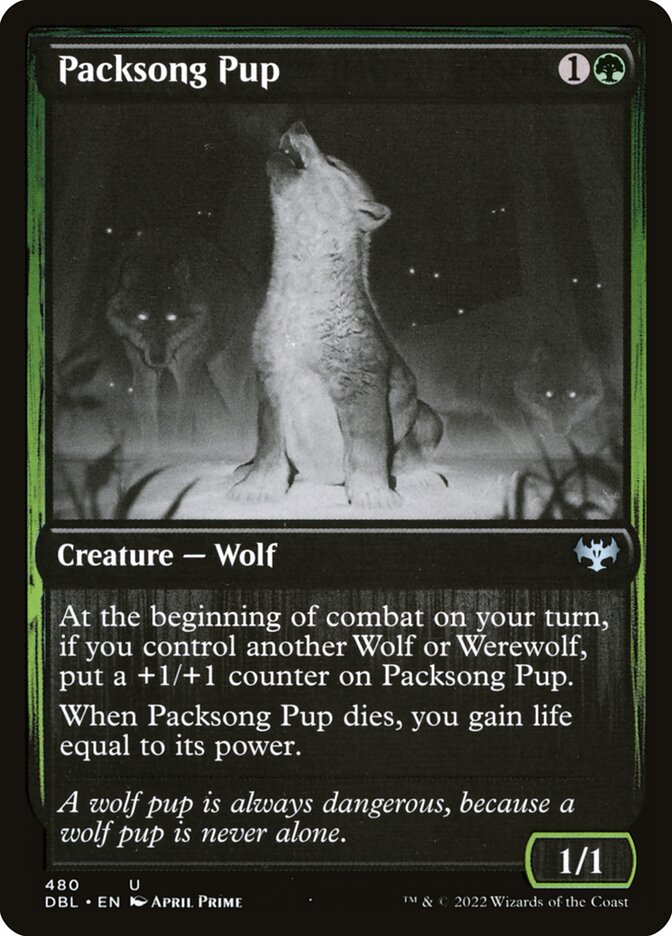 Packsong Pup 1
Creature — Wolf
At the beginning of combat on your turn,
if you control another Wolf or Werewolf,
put a +1/+1 counter on Packsong Pup.
When Packsong Pup dies, you gain life
equal to its power.
A wolf pup is always dangerous, because a
wolf pup is never alone.
1/1
480 U
DBL • EN April Prime ™ & © 2022 Wizards of the Coast